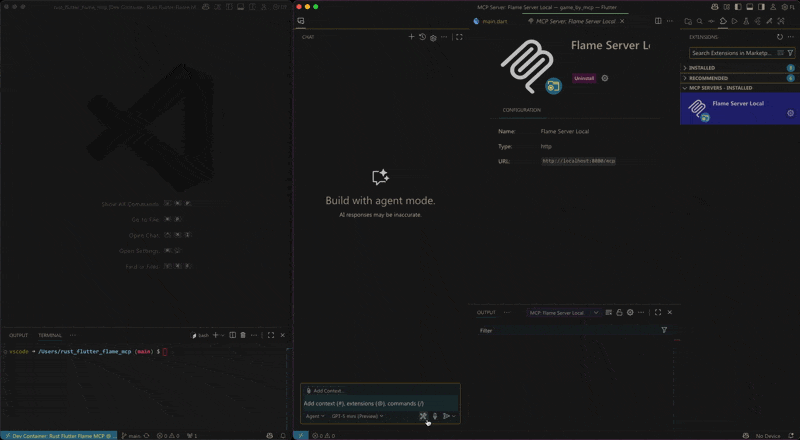 rust_flutter_flame_mcp [Dev Container: Rust Flutter Flame M
Show All Commands
Go to File
Open Chat
Open Settings
Find in Files
OUTPUT TERMINAL ···
bash
vscode → /Users/rust_flutter_flame_mcp (main) $
Dev Container: Rust Flutter Flame MCP @
main
0 0
1
MCP Server: Flame Server Local — game_by_mcp — Flutter
CHAT
Build with agent mode.
AI responses may be inaccurate.
Add Context...
Add context (#), extensions (@), commands (/)
Agent GPT-5 mini (Preview)
main.dart
MCP Server: Flame Server Local
Flame Server L
Uninstall
CONFIGURATION
Name: Flame Server Local
Type: http
URL: http://localhost:8080/mcp
OUTPUT ···
MCP: Flame Server Local
Filter
EXTENSIONS
Search Extensions in Marketp...
INSTALLED
RECOMMENDED 6
MCP SERVERS - INSTALLED
Flame Server Local
0 0
No Device